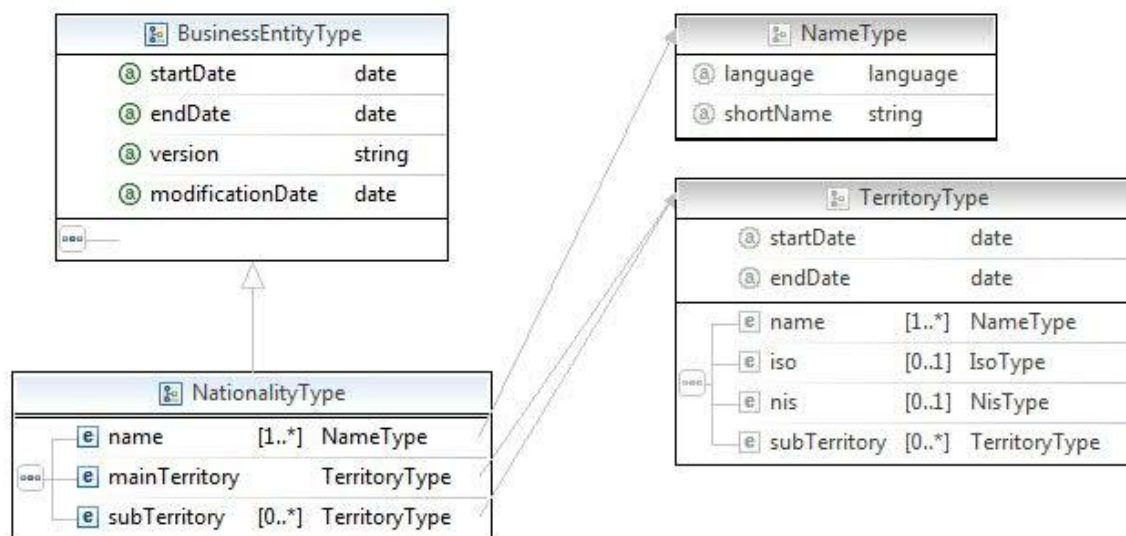 BusinessEntityType
a startDate date
a endDate date
a version string
a modificationDate date
NameType
a language language
a shortName string
TerritoryType
a startDate date
a endDate date
e name [1..*] NameType
e iso [0..1] IsoType
e nis [0..1] NisType
e subTerritory [0..*] TerritoryType
NationalityType
e name [1..*] NameType
e mainTerritory TerritoryType
e subTerritory [0..*] TerritoryType